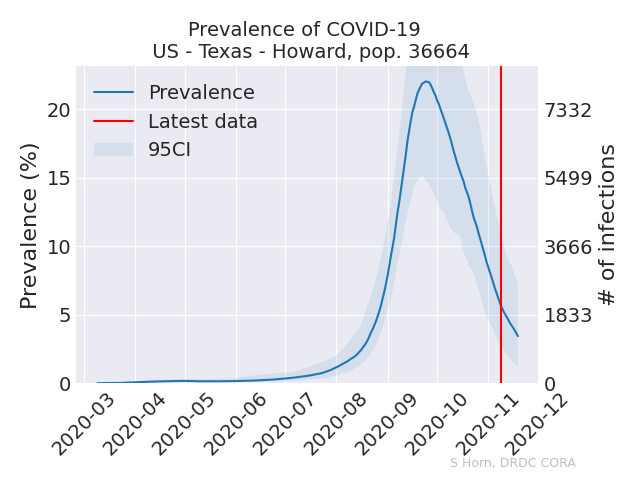 Prevalence of COVID-19
US - Texas - Howard, pop. 36664
Prevalence
Latest data
95CI
Prevalence (%)
20
15
10
5
0
7332
5499
3666
1833
0
# of infections
2020-03
2020-04
2020-05
2020-06
2020-07
2020-08
2020-09
2020-10
2020-11
2020-12
S Horn, DRDC CORA